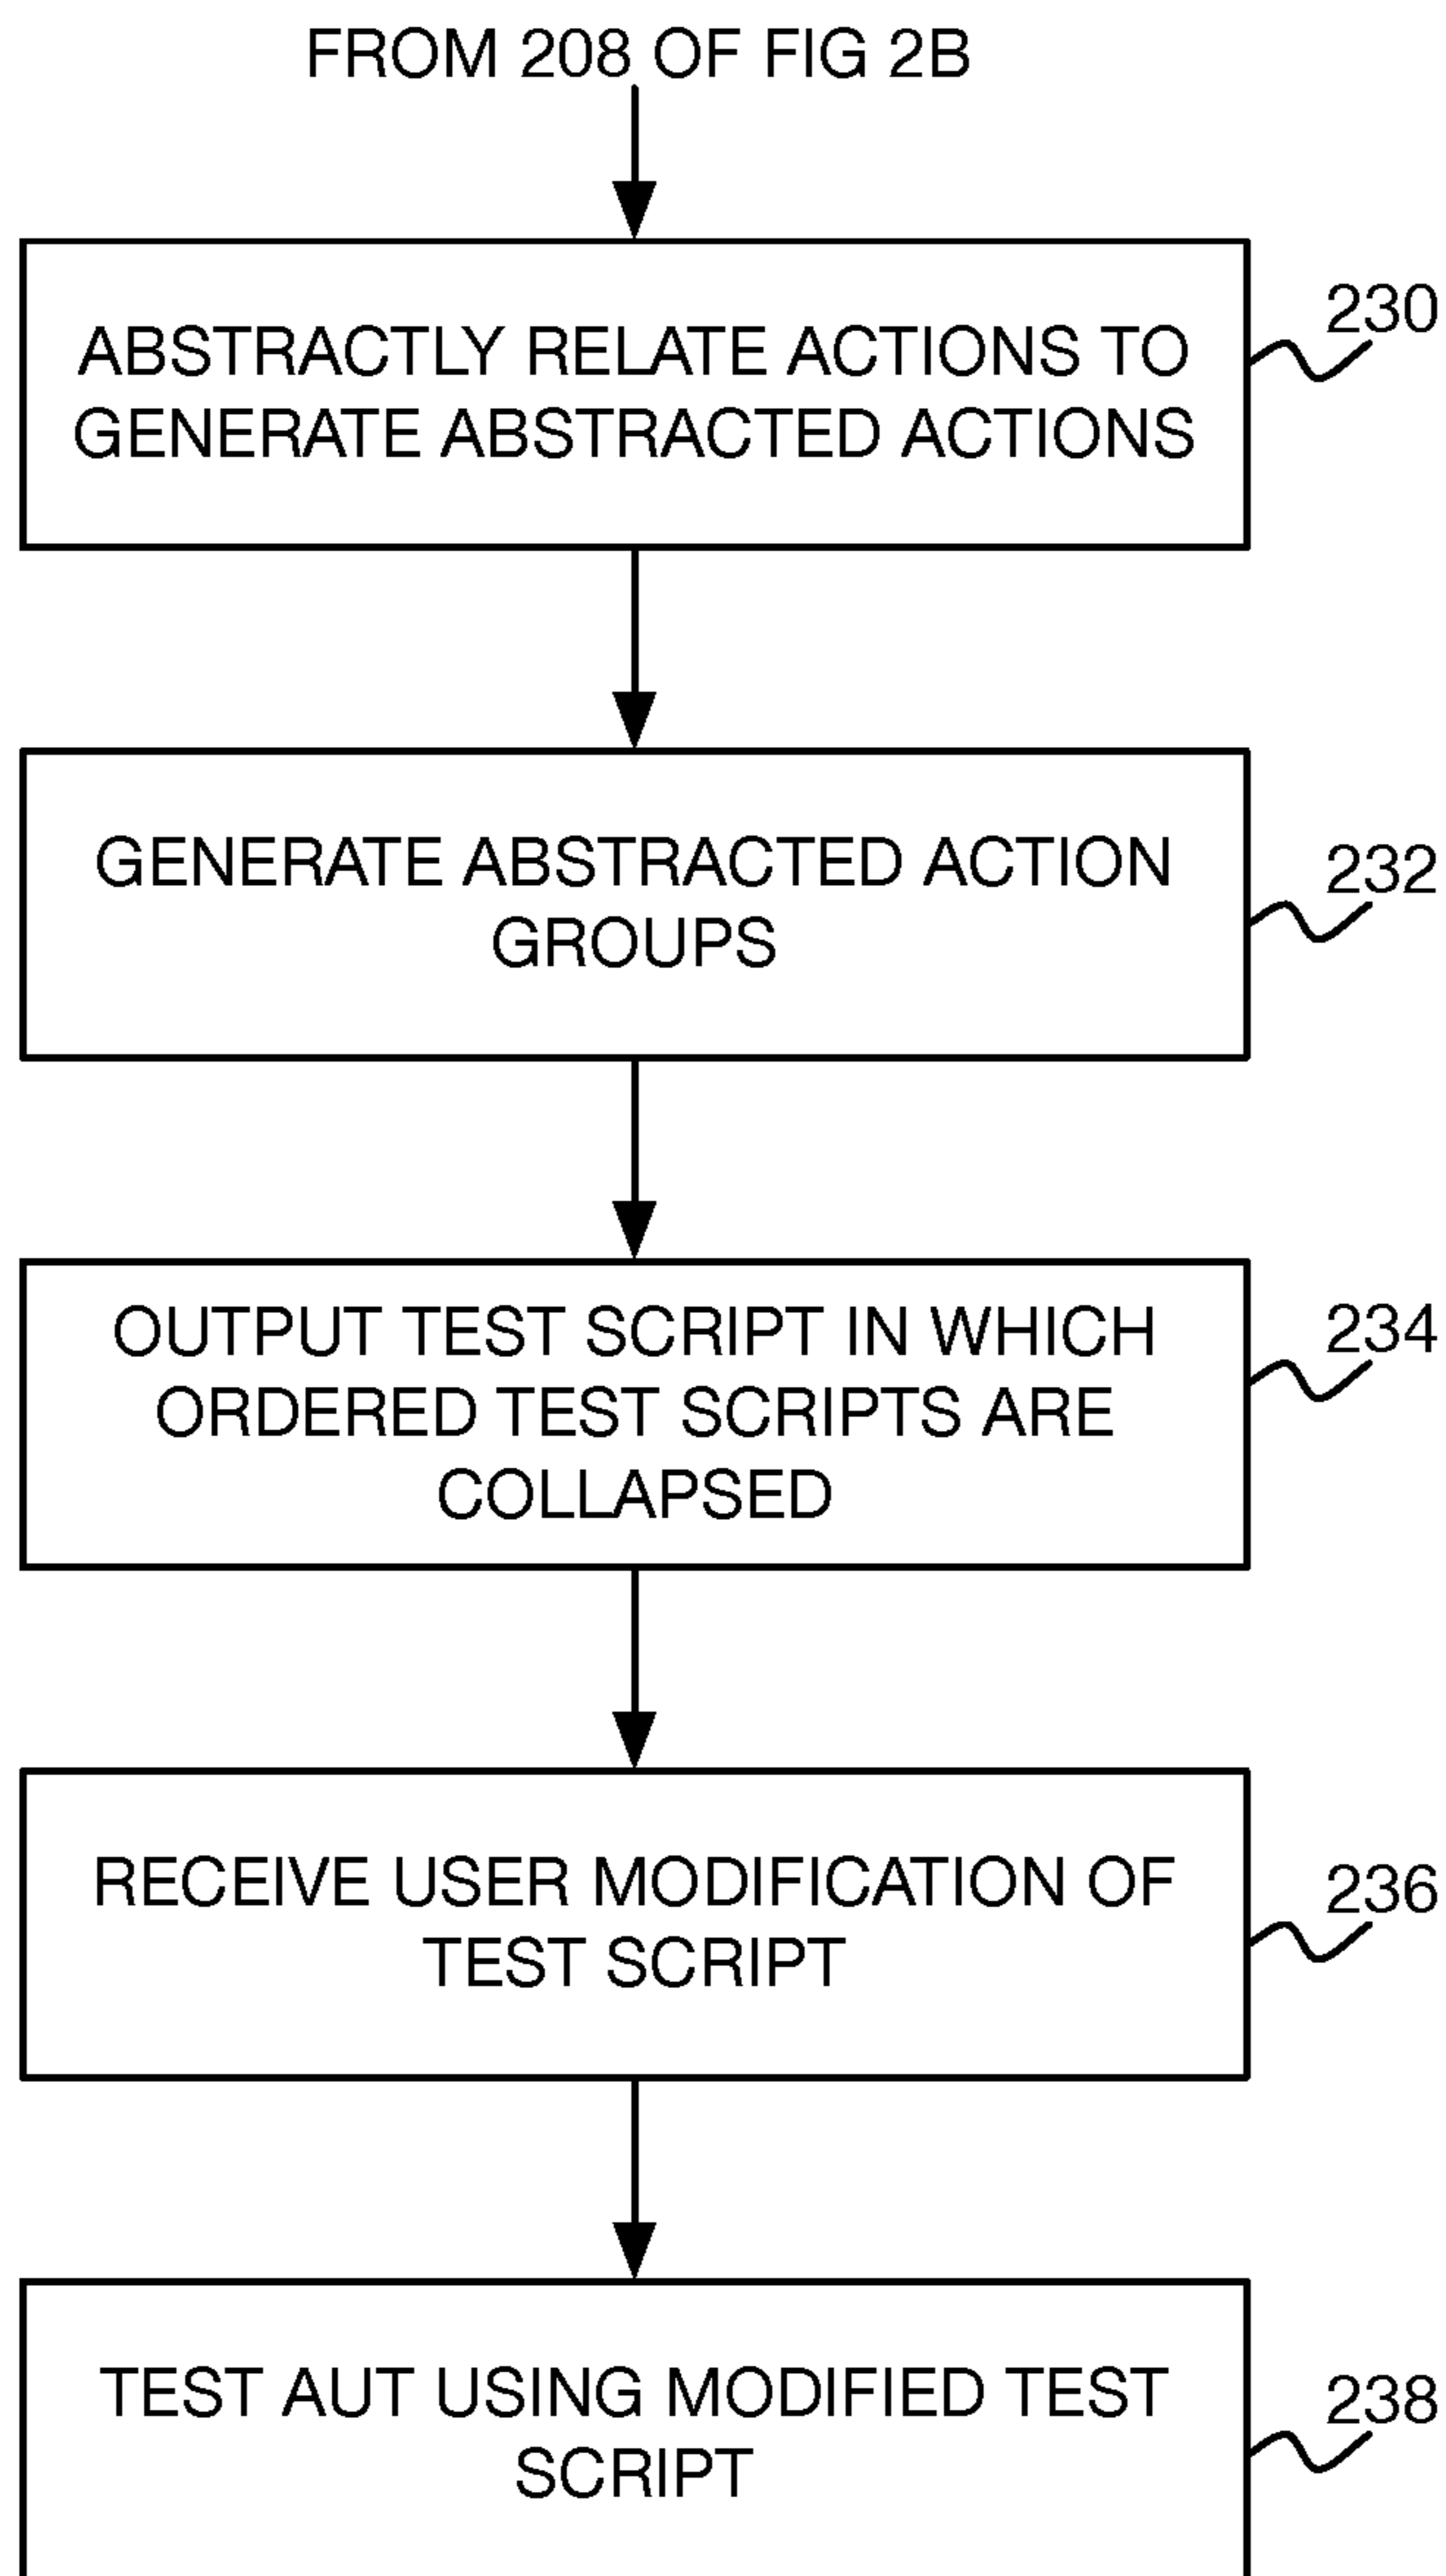 FROM 208 OF FIG 2B
ABSTRACTLY RELATE ACTIONS TO
GENERATE ABSTRACTED ACTIONS
230
GENERATE ABSTRACTED ACTION
GROUPS
232
OUTPUT TEST SCRIPT IN WHICH
ORDERED TEST SCRIPTS ARE
COLLAPSED
234
RECEIVE USER MODIFICATION OF
TEST SCRIPT
236
TEST AUT USING MODIFIED TEST
SCRIPT
238